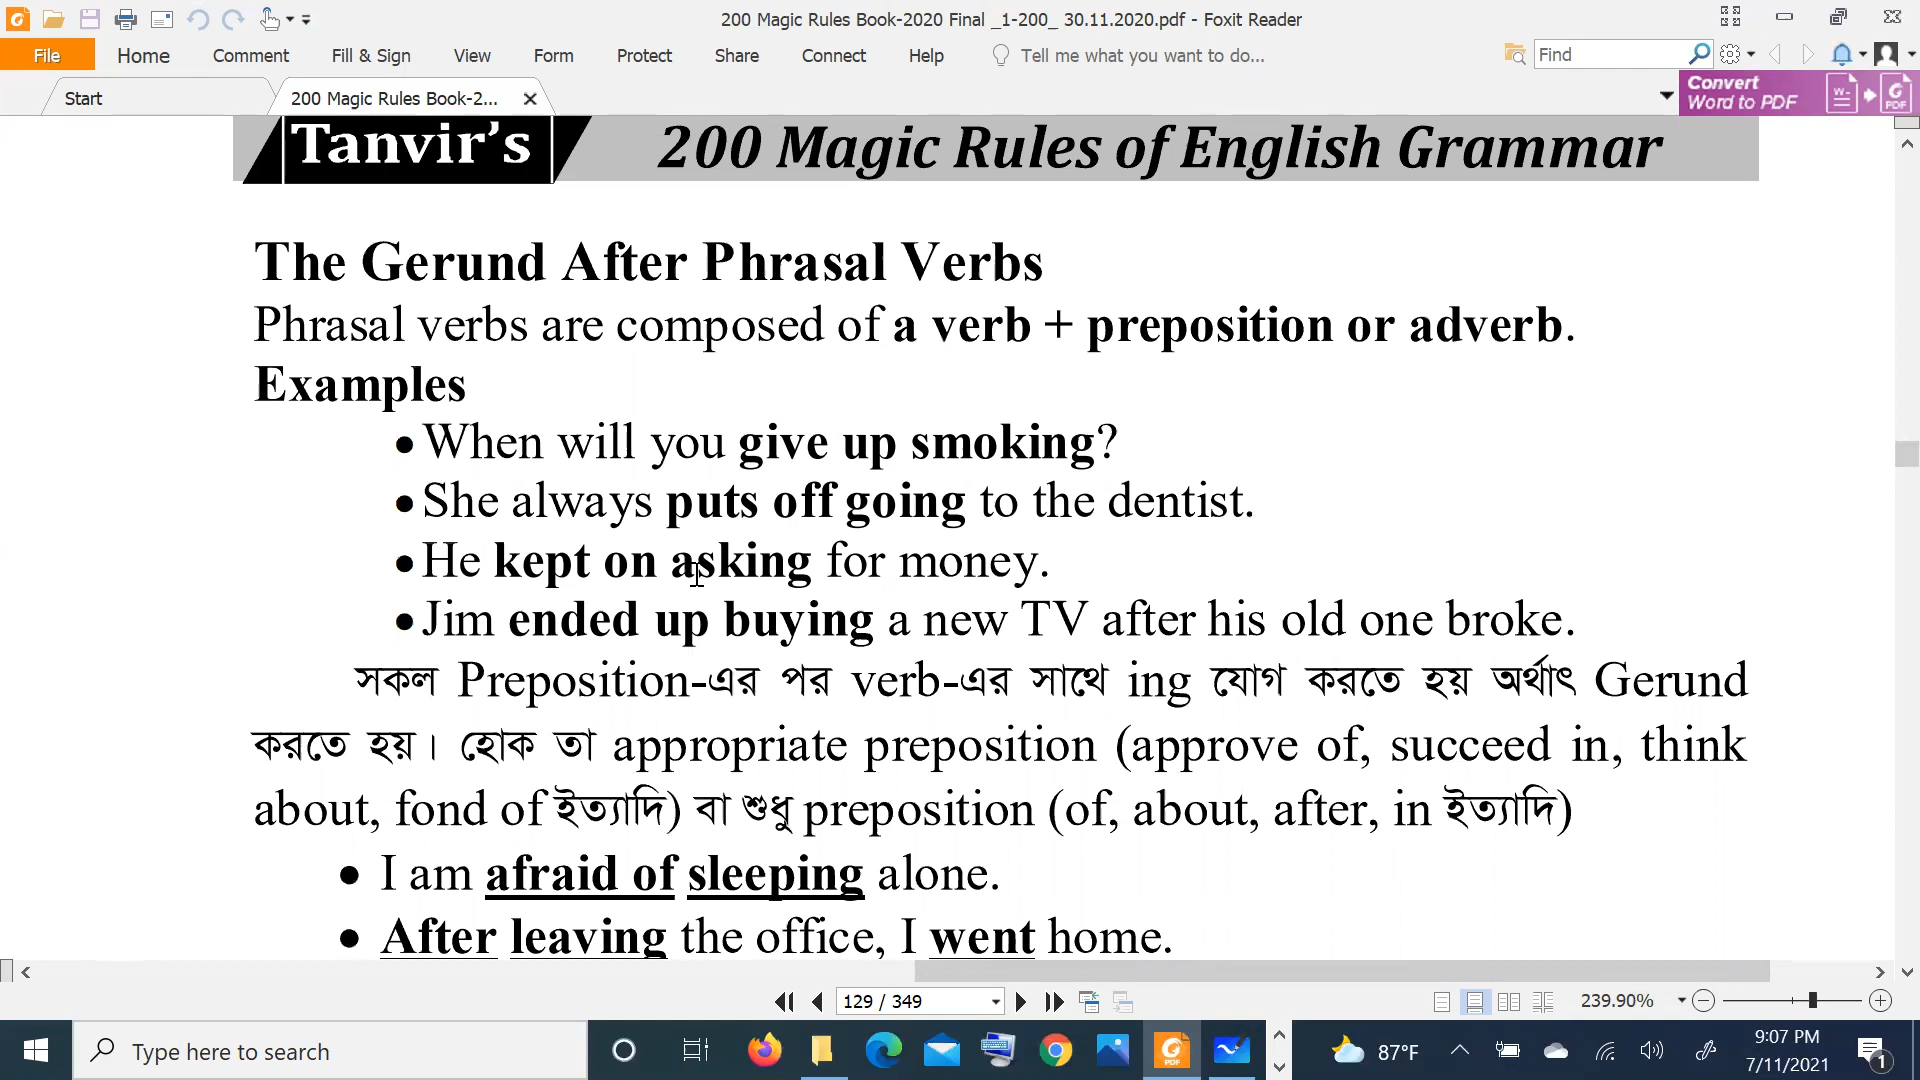 200 Magic Rules Book-2020 Final _1-200_ 30.11.2020.pdf - Foxit Reader
File Home Comment Fill & Sign View Form Protect Share Connect Help Tell me what you want to do... Find
Start 200 Magic Rules Book-2... Convert
Word to PDF
Tanvir's 200 Magic Rules of English Grammar
The Gerund After Phrasal Verbs
Phrasal verbs are composed of a verb + preposition or adverb.
Examples
• When will you give up smoking?
• She always puts off going to the dentist.
• He kept on asking for money.
• Jim ended up buying a new TV after his old one broke.
সকল Preposition-এর পর verb-এর সাথে ing যোগ করতে হয় অর্থাৎ Gerund
করতে হয়। হোক তা appropriate preposition (approve of, succeed in, think
about, fond of ইত্যাদি) বা শুধু preposition (of, about, after, in ইত্যাদি)
• I am afraid of sleeping alone.
• After leaving the office, I went home.
129 / 349 239.90%
Type here to search 87°F 9:07 PM
7/11/2021 1